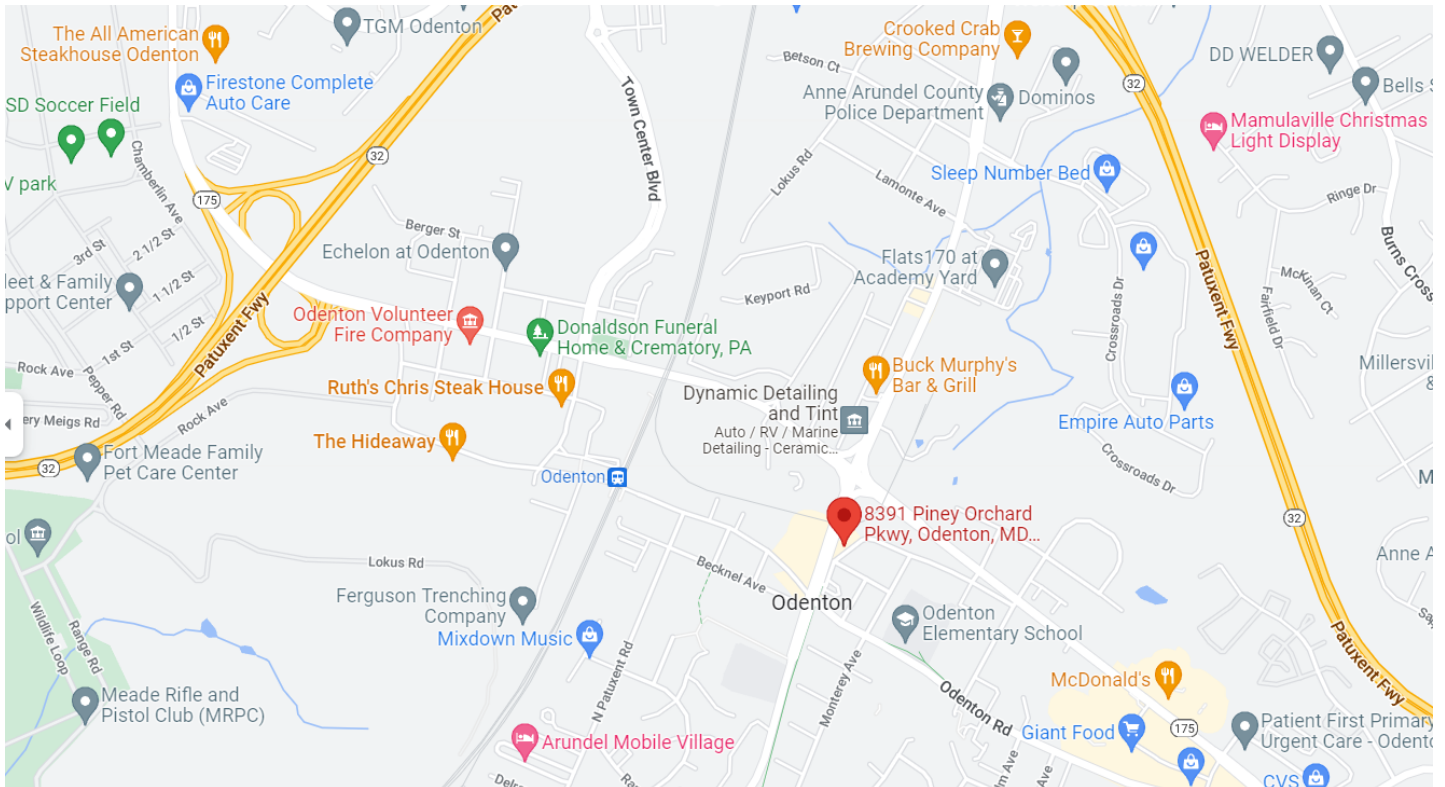 The All American
Steakhouse Odenton
TGM Odenton
Patuxent Fwy
Crooked Crab
Brewing Company
Betson Ct
32
DD WELDER
Bells
Firestone Complete
Auto Care
Town Center Blvd
Anne Arundel County
Police Department
Dominos
SD Soccer Field
Chamberlin Ave
32
Mamulaville Christmas
Light Display
V park
Lokus Rd
Sleep Number Bed
175
Lamonte Ave
Ringe Dr
Berger St
3rd St
2 1/2 St
Echelon at Odenton
Flats170 at
Academy Yard
Patuxent Fwy
Burns Cross
leet & Family
pport Center
1 1/2 St
Keyport Rd
McKinan Ct
Fairfield Dr
Crossroads Dr
Patuxent Fwy
Odenton Volunteer
Fire Company
1/2 St
1st St
Donaldson Funeral
Home & Crematory, PA
Rock Ave
Pepper Rd
Millersvil
&
Buck Murphy's
Bar & Grill
Ruth's Chris Steak House
Dynamic Detailing
and Tint
Auto / RV / Marine
Detailing - Ceramic...
ery Meigs Rd
Rock Ave
Empire Auto Parts
The Hideaway
Fort Meade Family
Pet Care Center
32
Odenton
Crossroads Dr
M
8391 Piney Orchard
Pkwy, Odenton, MD...
32
ol
Anne A
Lokus Rd
Becknel Ave
Ferguson Trenching
Company
Odenton
Odenton
Elementary School
Wildlife Loop
Range Rd
Mixdown Music
Patuxent Fwy
Meade Rifle and
Pistol Club (MRPC)
N Patuxent Rd
Monterey Ave
McDonald's
Odenton Rd
Arundel Mobile Village
Giant Food
175
Patient First Primary
Urgent Care - Odento
Ave
CVS